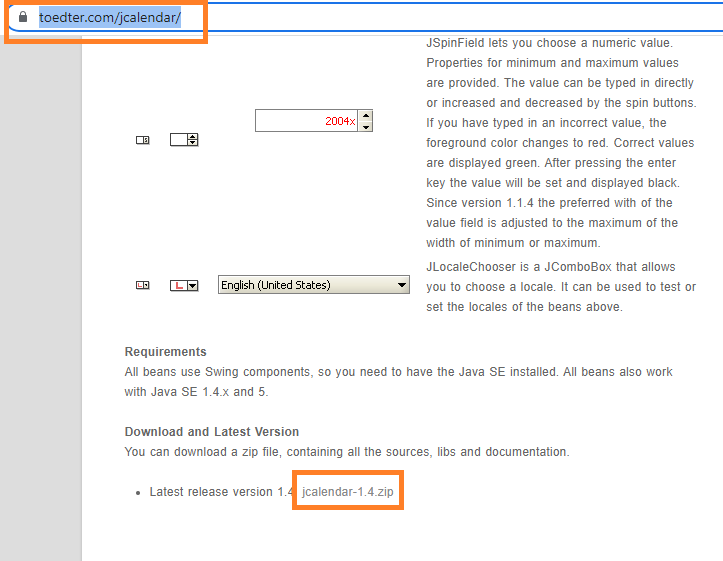 toedter.com/jcalendar/
JSpinField lets you choose a numeric value.
Properties for minimum and maximum values
are provided. The value can be typed in directly
or increased and decreased by the spin buttons.
If you have typed in an incorrect value, the
foreground color changes to red. Correct values
are displayed green. After pressing the enter
key the value will be set and displayed black.
Since version 1.1.4 the preferred with of the
value field is adjusted to the maximum of the
width of minimum or maximum.
2004x
JLocaleChooser is a JComboBox that allows
you to choose a locale. It can be used to test or
set the locales of the beans above.
L
L
English (United States)
Requirements
All beans use Swing components, so you need to have the Java SE installed. All beans also work
with Java SE 1.4.x and 5.
Download and Latest Version
You can download a zip file, containing all the sources, libs and documentation.
• Latest release version 1.4 jcalendar-1.4.zip